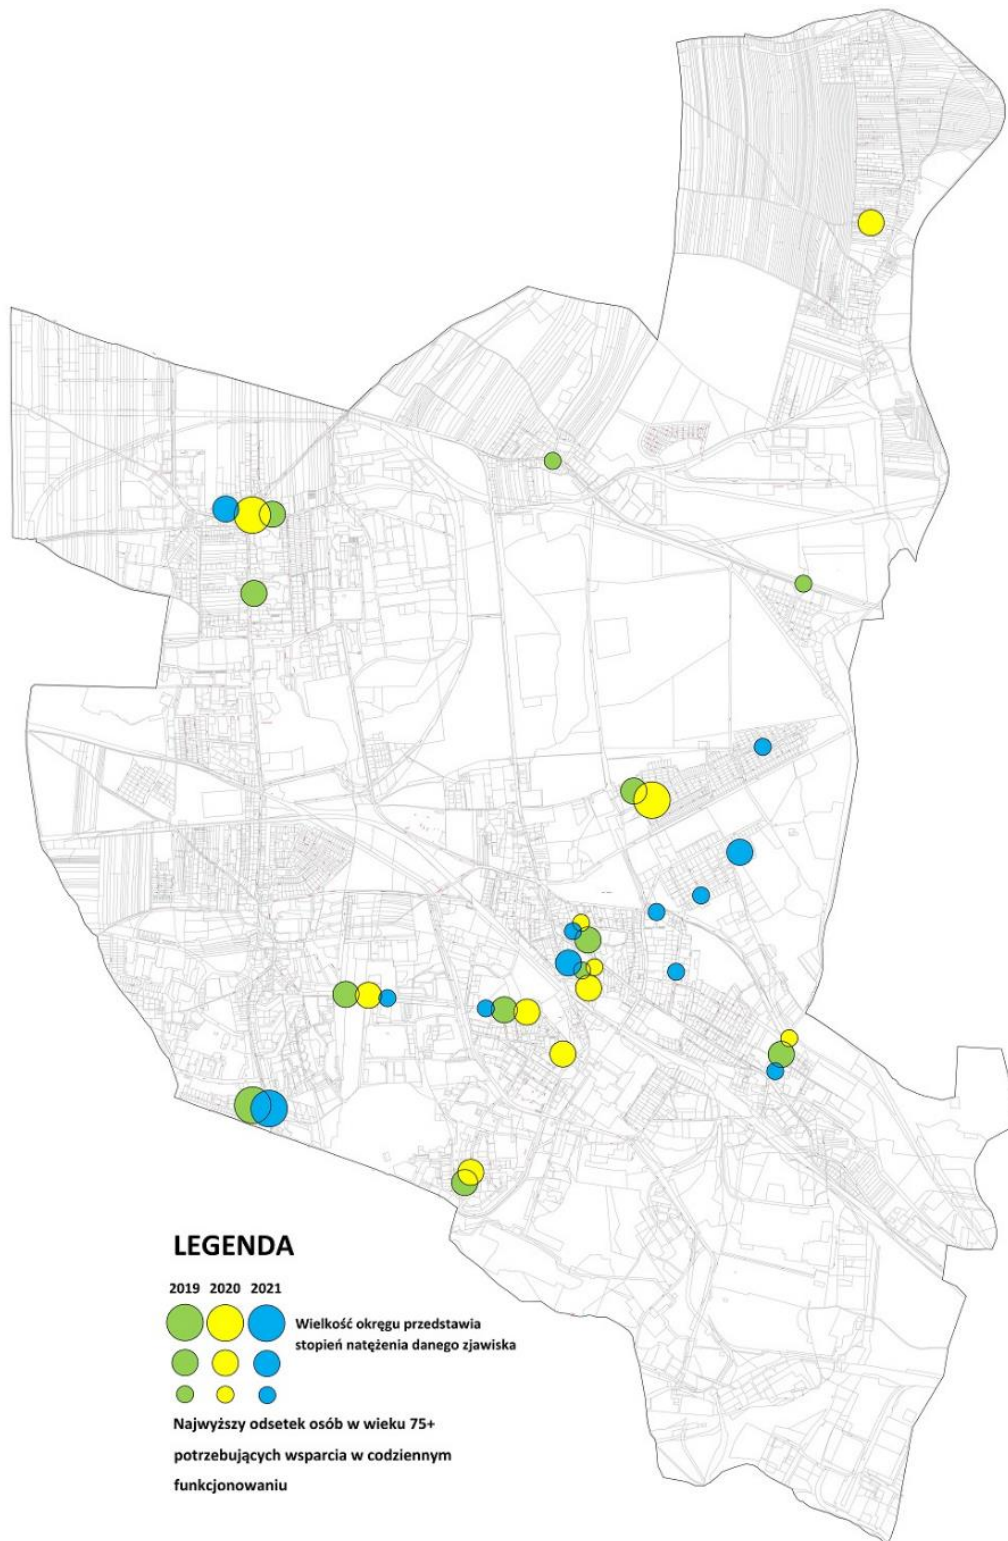 LEGENDA
2019 2020 2021
Wielkość okręgu przedstawia
stopień natężenia danego zjawiska
Najwyższy odsetek osób w wieku 75+
potrzebujących wsparcia w codziennym
funkcjonowaniu